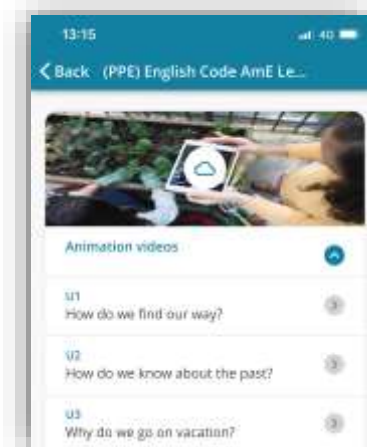 13:15
4G
Back (PPE) English Code AmE Le...
Animation videos
U1
How do we find our way?
U2
How do we know about the past?
U3
Why do we go on vacation?